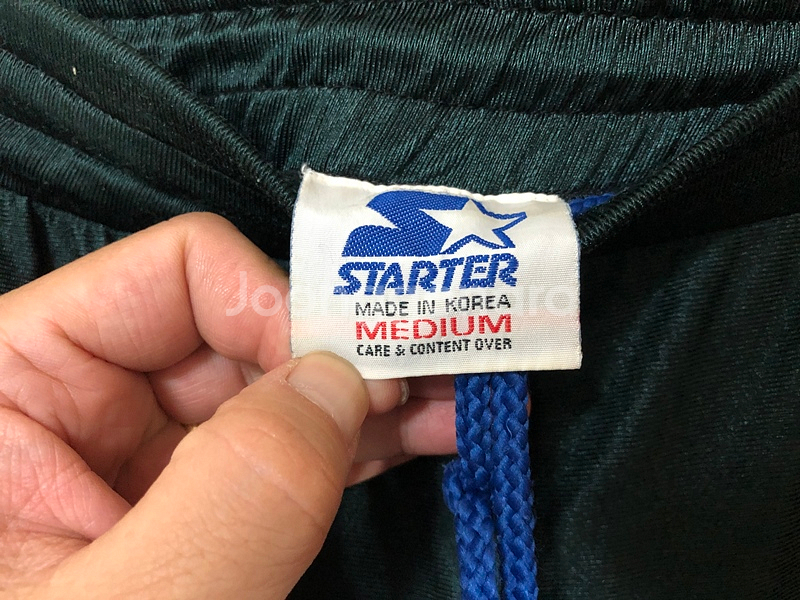 STARTER
MADE IN KOREA
MEDIUM
CARE & CONTENT OVER